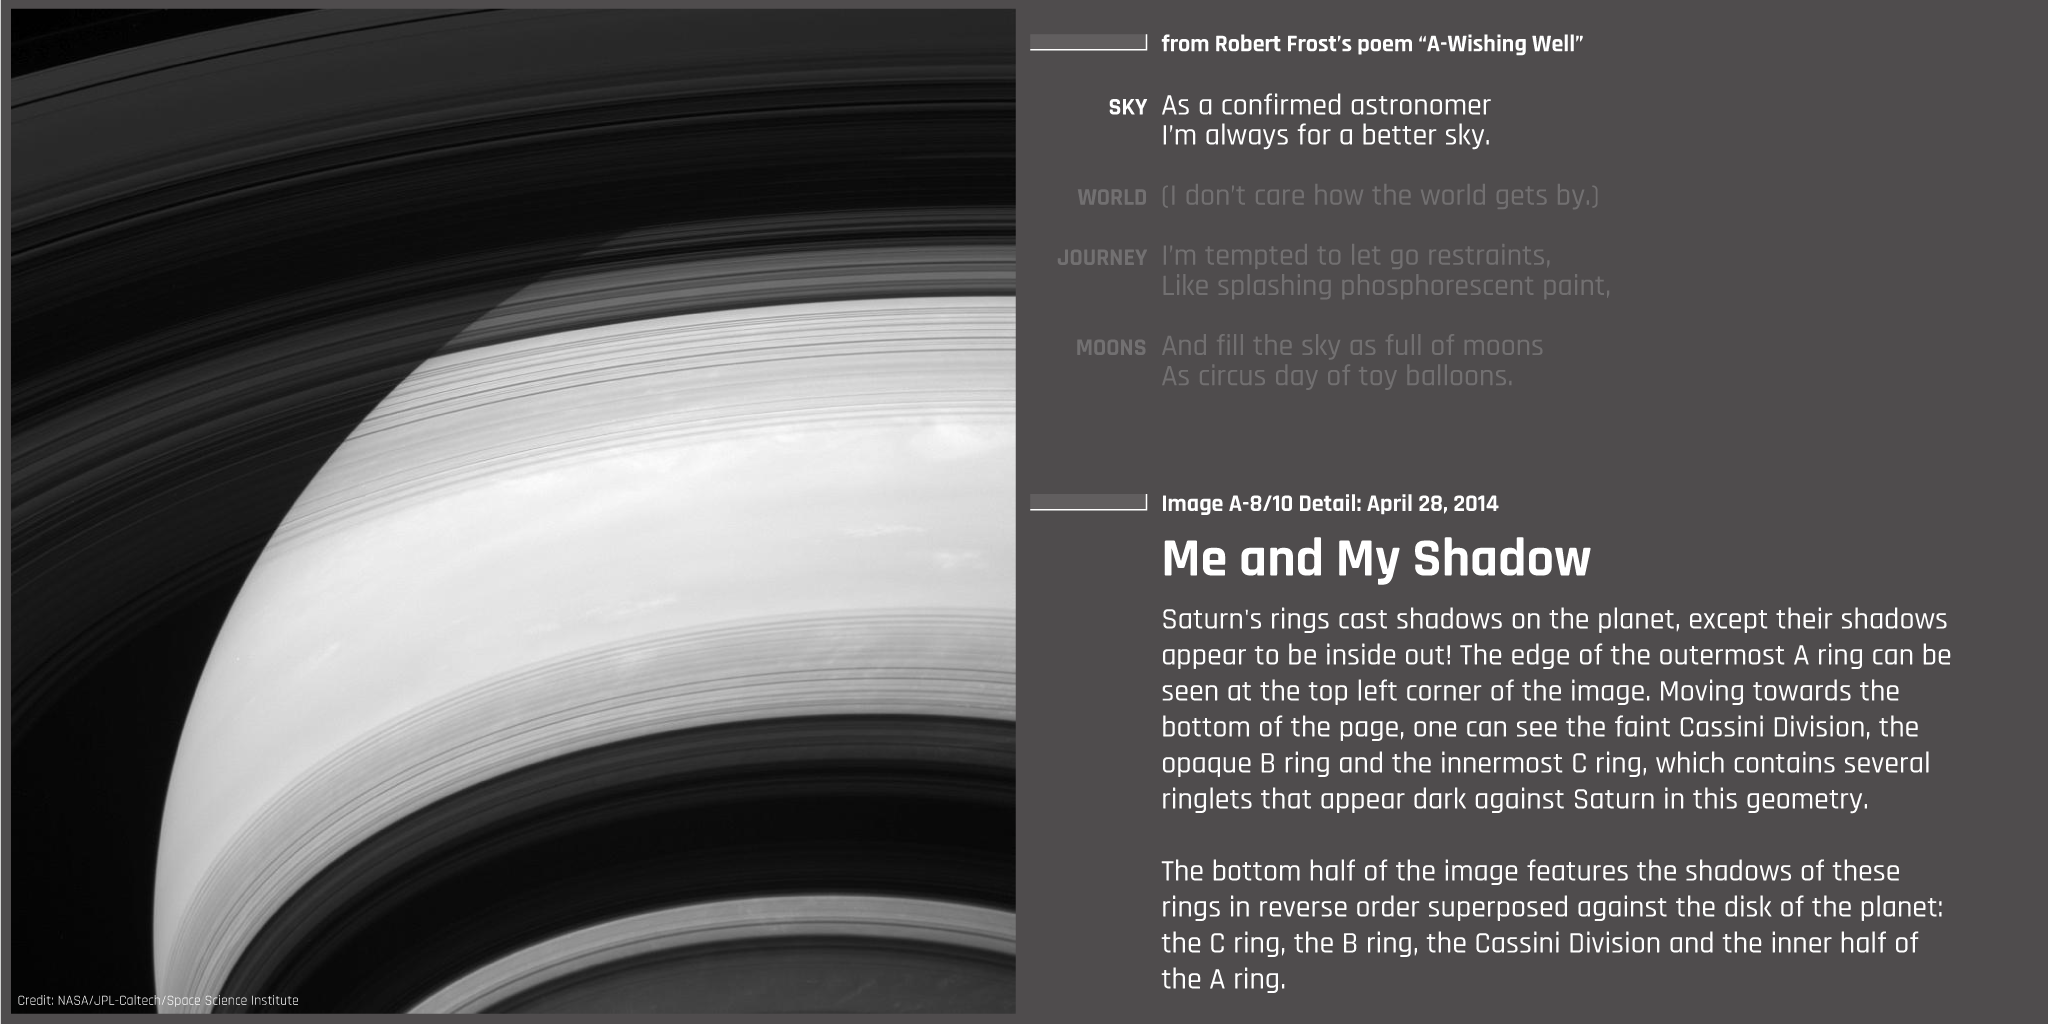 from Robert Frost’s poem “A-Wishing Well”
SKY As a confirmed astronomer
I’m always for a better sky.
WORLD (I don’t care how the world gets by.)
JOURNEY I’m tempted to let go restraints,
Like splashing phosphorescent paint,
MOONS And fill the sky as full of moons
As circus day of toy balloons.
Image A-8/10 Detail: April 28, 2014
Me and My Shadow
Saturn's rings cast shadows on the planet, except their shadows
appear to be inside out! The edge of the outermost A ring can be
seen at the top left corner of the image. Moving towards the
bottom of the page, one can see the faint Cassini Division, the
opaque B ring and the innermost C ring, which contains several
ringlets that appear dark against Saturn in this geometry.
The bottom half of the image features the shadows of these
rings in reverse order superposed against the disk of the planet:
the C ring, the B ring, the Cassini Division and the inner half of
the A ring.
Credit: NASA/JPL-Caltech/Space Science Institute